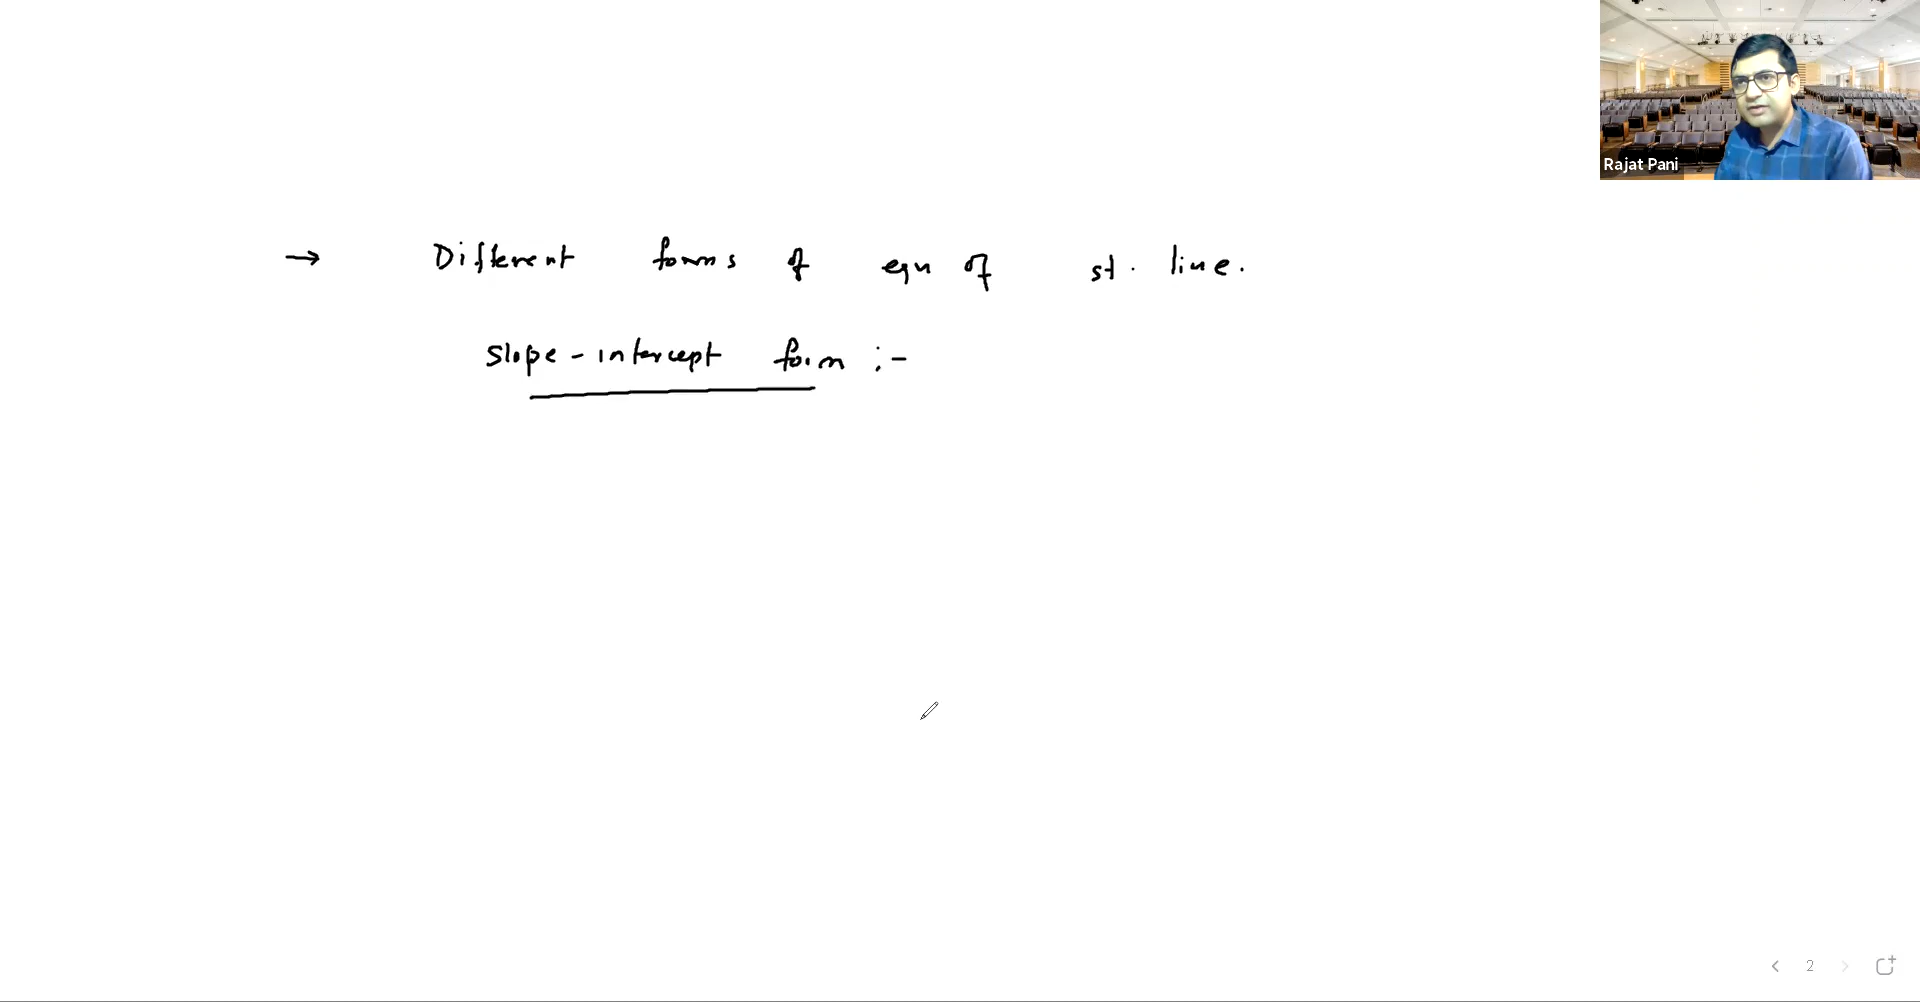 Rajat Pani
→ Different forms of eqn of st. line.
Slope-intercept form :-
2